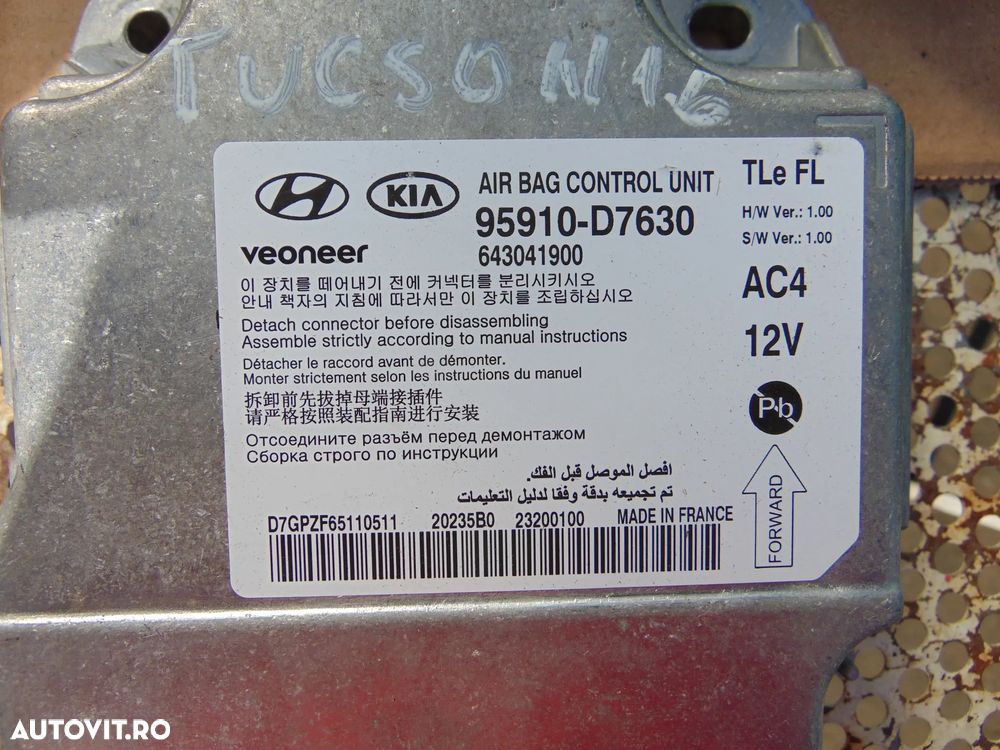 TUCSON 1.6
KIA
AIR BAG CONTROL UNIT
TLe FL
95910-D7630
H/W Ver.: 1.00
veoneer
643041900
S/W Ver.: 1.00
이 장치를 떼어내기 전에 커넥터를 분리시키시오
안내 책자의 지침에 따라서만 이 장치를 조립하십시오
AC4
Detach connector before disassembling
Assemble strictly according to manual instructions
12V
Détacher le raccord avant de démonter.
Monter strictement selon les instructions du manuel
拆卸前先拔掉母端接插件
请严格按照装配指南进行安装
Pb
Отсоедините разъём перед демонтажом
Сборка строго по инструкции
افصل الموصل قبل الفك.
تم تجميعه بدقة وفقا لدليل التعليمات
D7GPZF65110511 20235B0 23200100 MADE IN FRANCE
FORWARD
AUTOVIT.RO